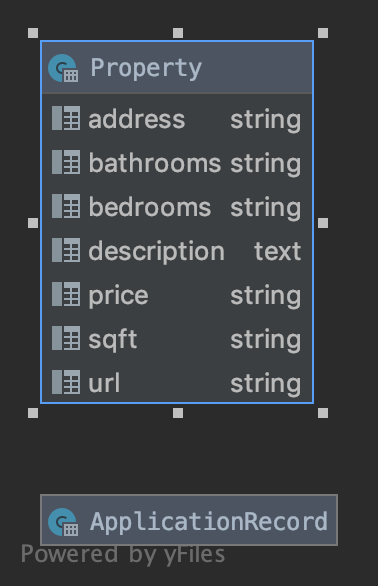 Property
address string
bathrooms string
bedrooms string
description text
price string
sqft string
url string
ApplicationRecord
Powered by yFiles